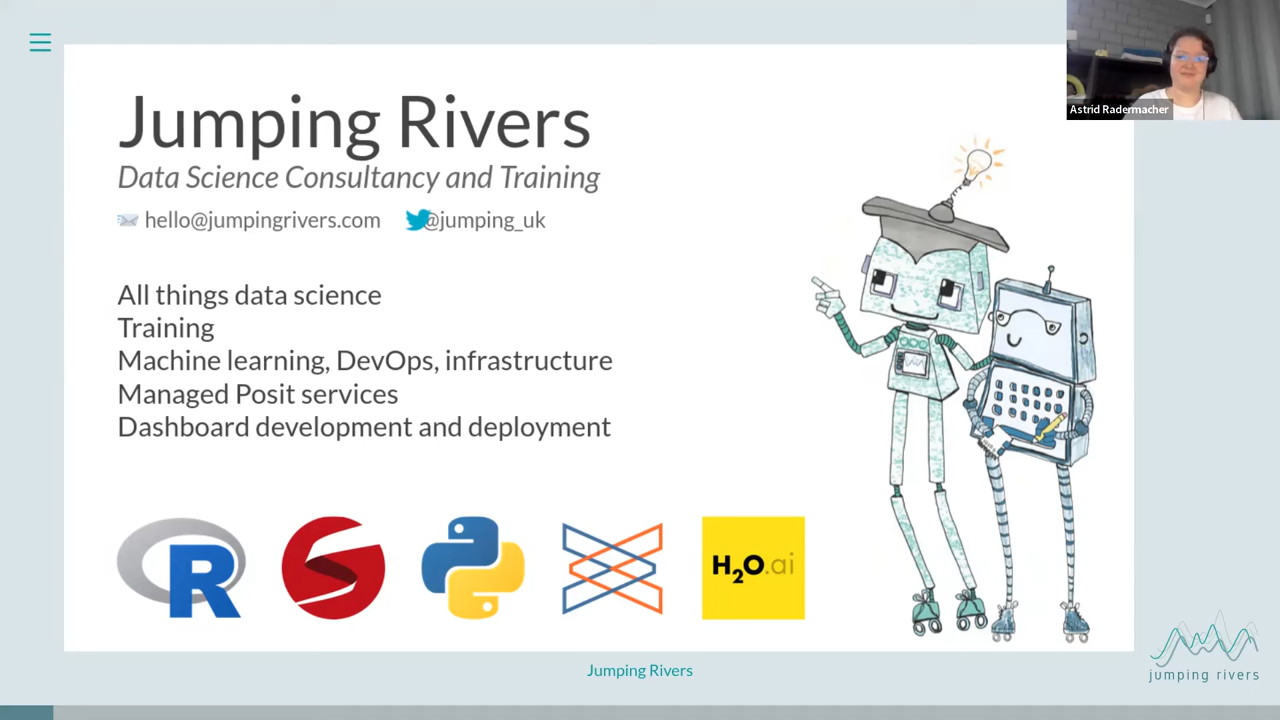 Astrid Radermacher
Jumping Rivers
Data Science Consultancy and Training
hello@jumpingrivers.com @jumping_uk
All things data science
Training
Machine learning, DevOps, infrastructure
Managed Posit services
Dashboard development and deployment
R
H2O.ai
Jumping Rivers
jumping rivers